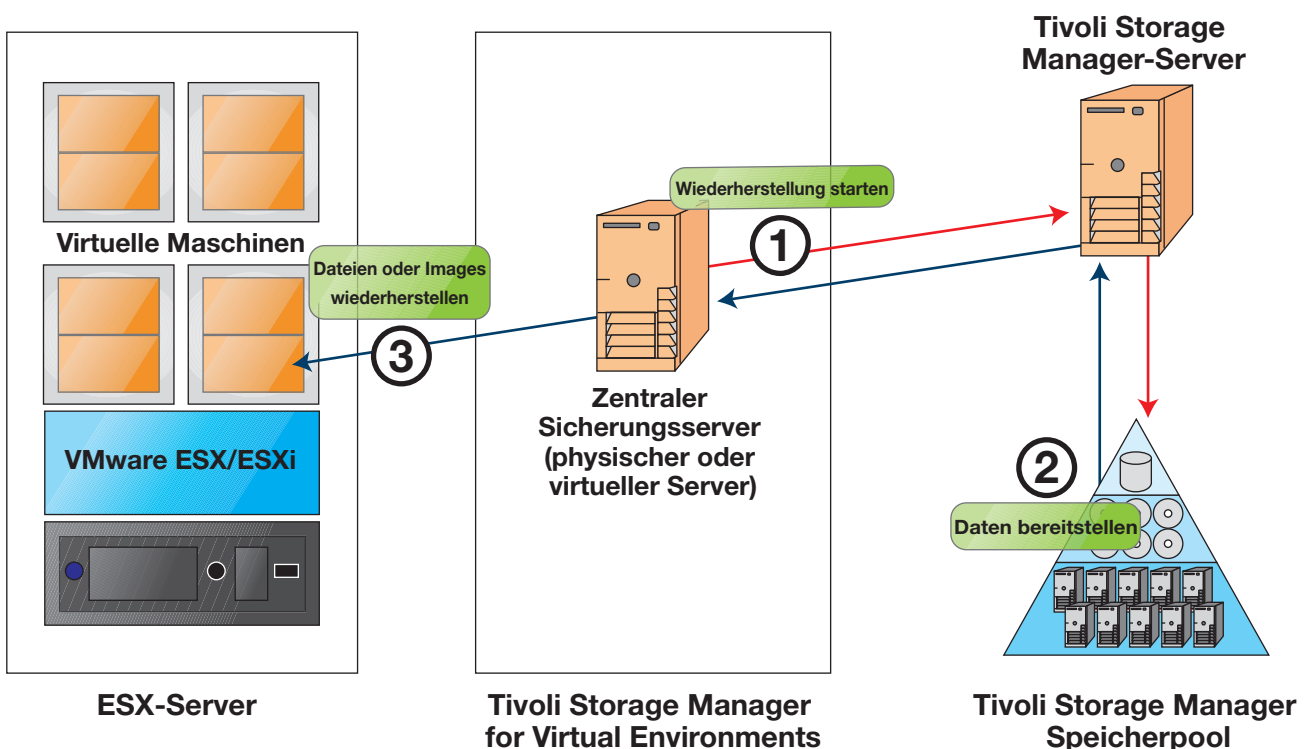 Tivoli Storage
Manager-Server
Wiederherstellung starten
1
Virtuelle Maschinen
Dateien oder Images
wiederherstellen
3
Zentraler
Sicherungsserver
(physischer oder
virtueller Server)
VMware ESX/ESXi
2
Daten bereitstellen
ESX-Server
Tivoli Storage Manager
for Virtual Environments
Tivoli Storage Manager
Speicherpool